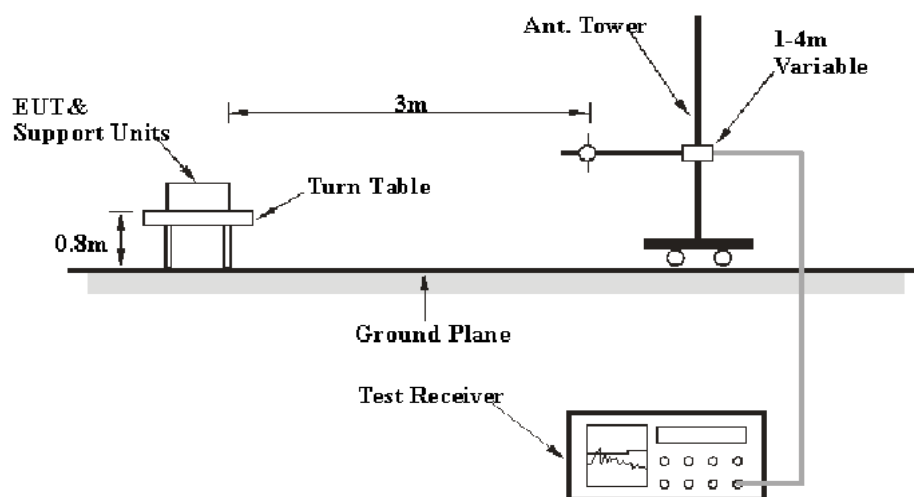 Ant. Tower
1-4m
Variable
3m
EUT &
Support Units
Turn Table
0.8m
Ground Plane
Test Receiver